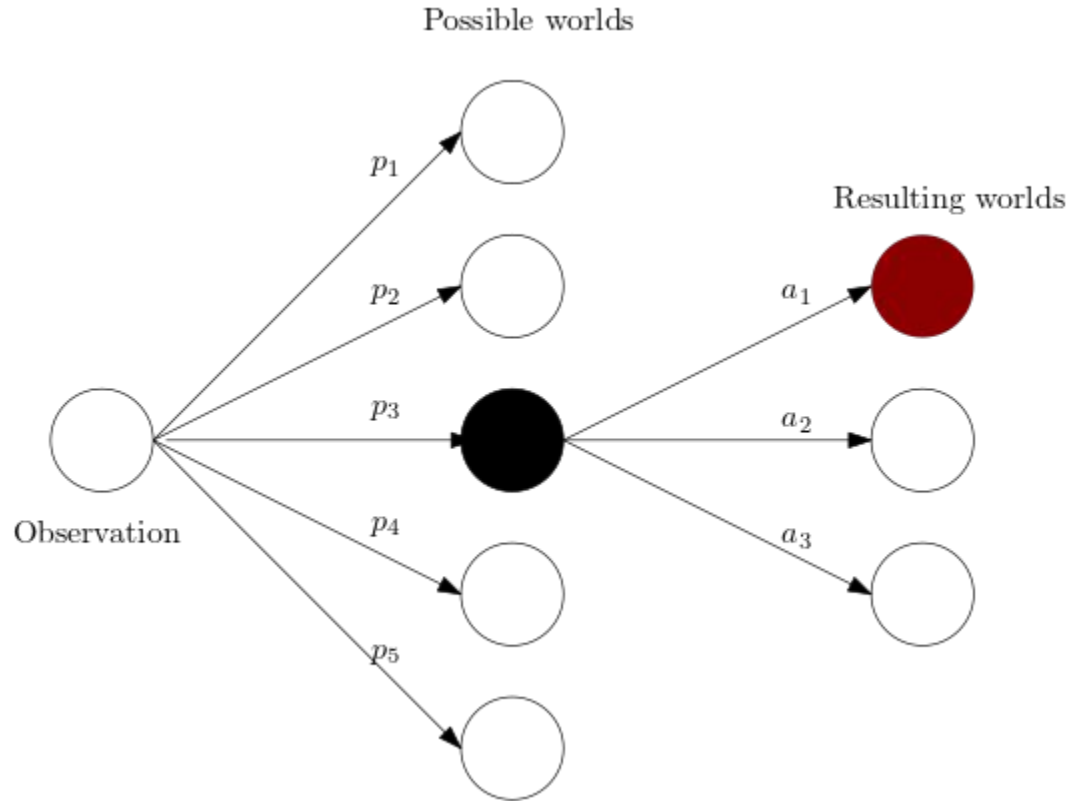 Possible worlds
p₁
Resulting worlds
p₂
a₁
p₃
a₂
Observation
p₄
a₃
p₅